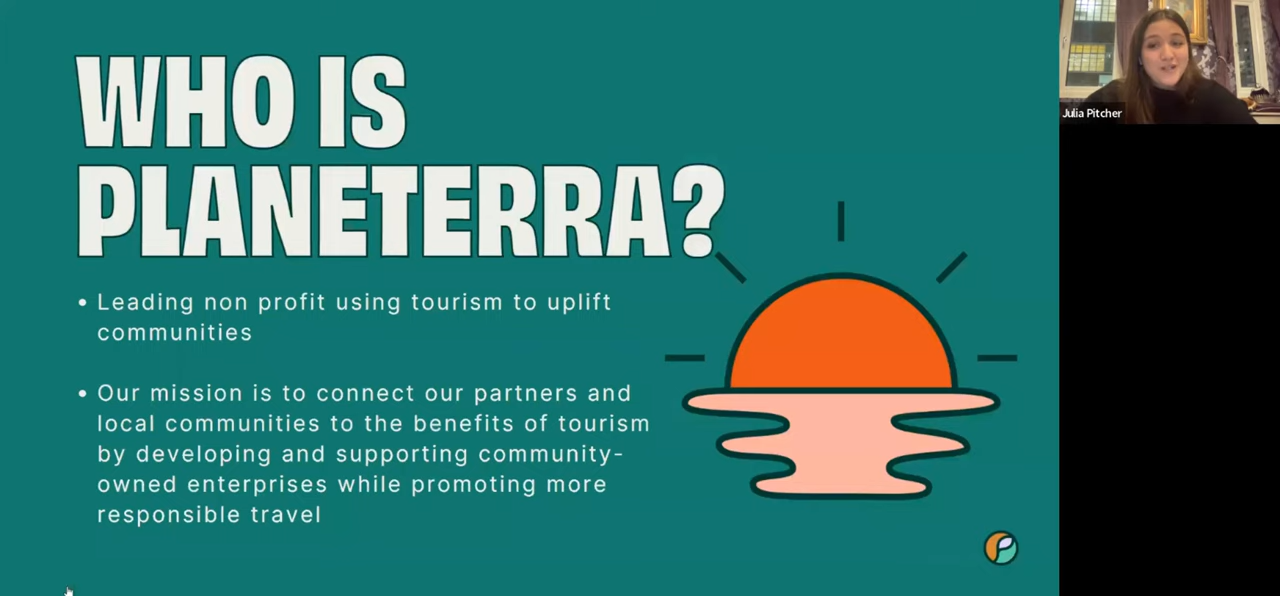 WHO IS
PLANETERRA?
• Leading non profit using tourism to uplift
communities
• Our mission is to connect our partners and
local communities to the benefits of tourism
by developing and supporting community-
owned enterprises while promoting more
responsible travel
Julia Pitcher